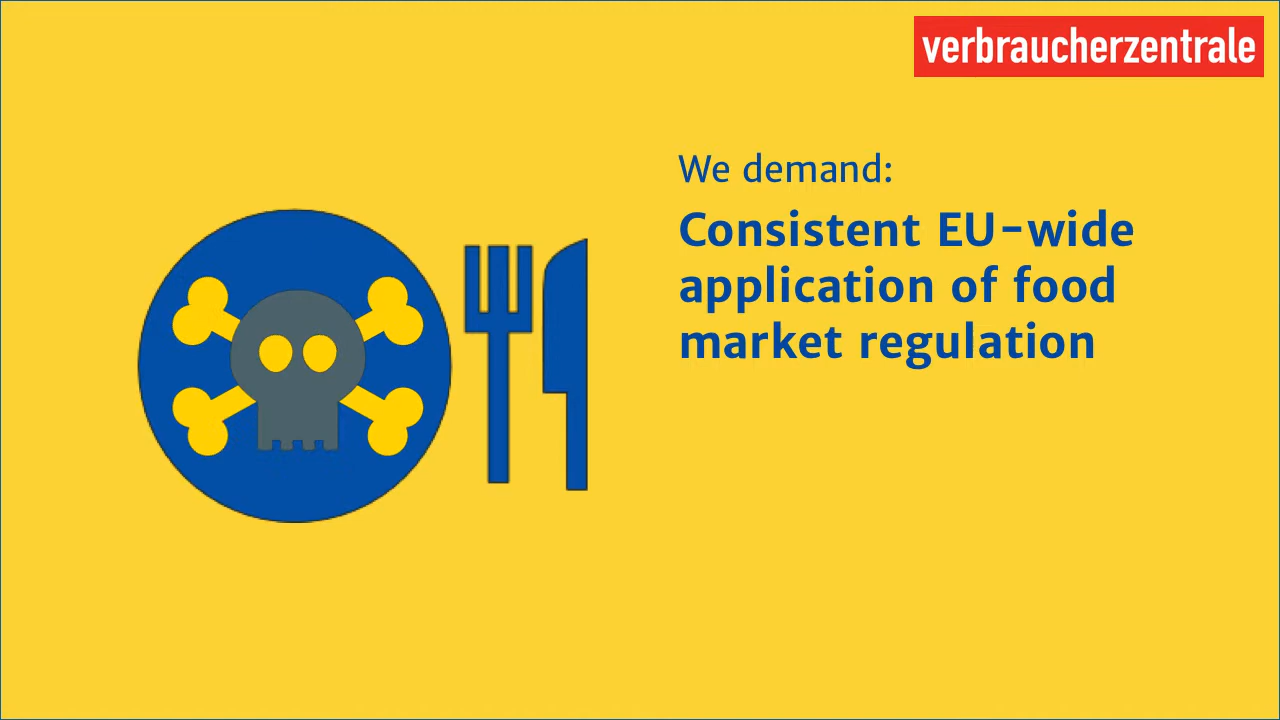 verbraucherzentrale
We demand:
Consistent EU-wide
application of food
market regulation